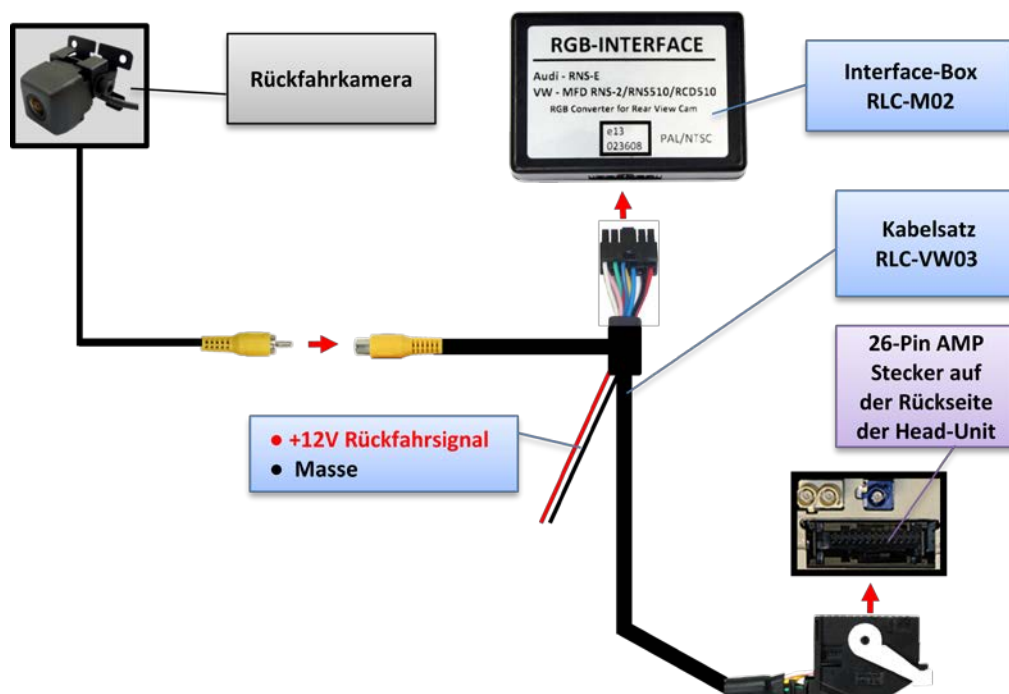 Rückfahrkamera
RGB-INTERFACE
Audi - RNS-E
VW - MFD RNS-2/RNS510/RCD510
RGB Converter for Rear View Cam
e13
023608
PAL/NTSC
Interface-Box
RLC-M02
Kabelsatz
RLC-VW03
26-Pin AMP
Stecker auf
der Rückseite
der Head-Unit
● +12V Rückfahrsignal
● Masse